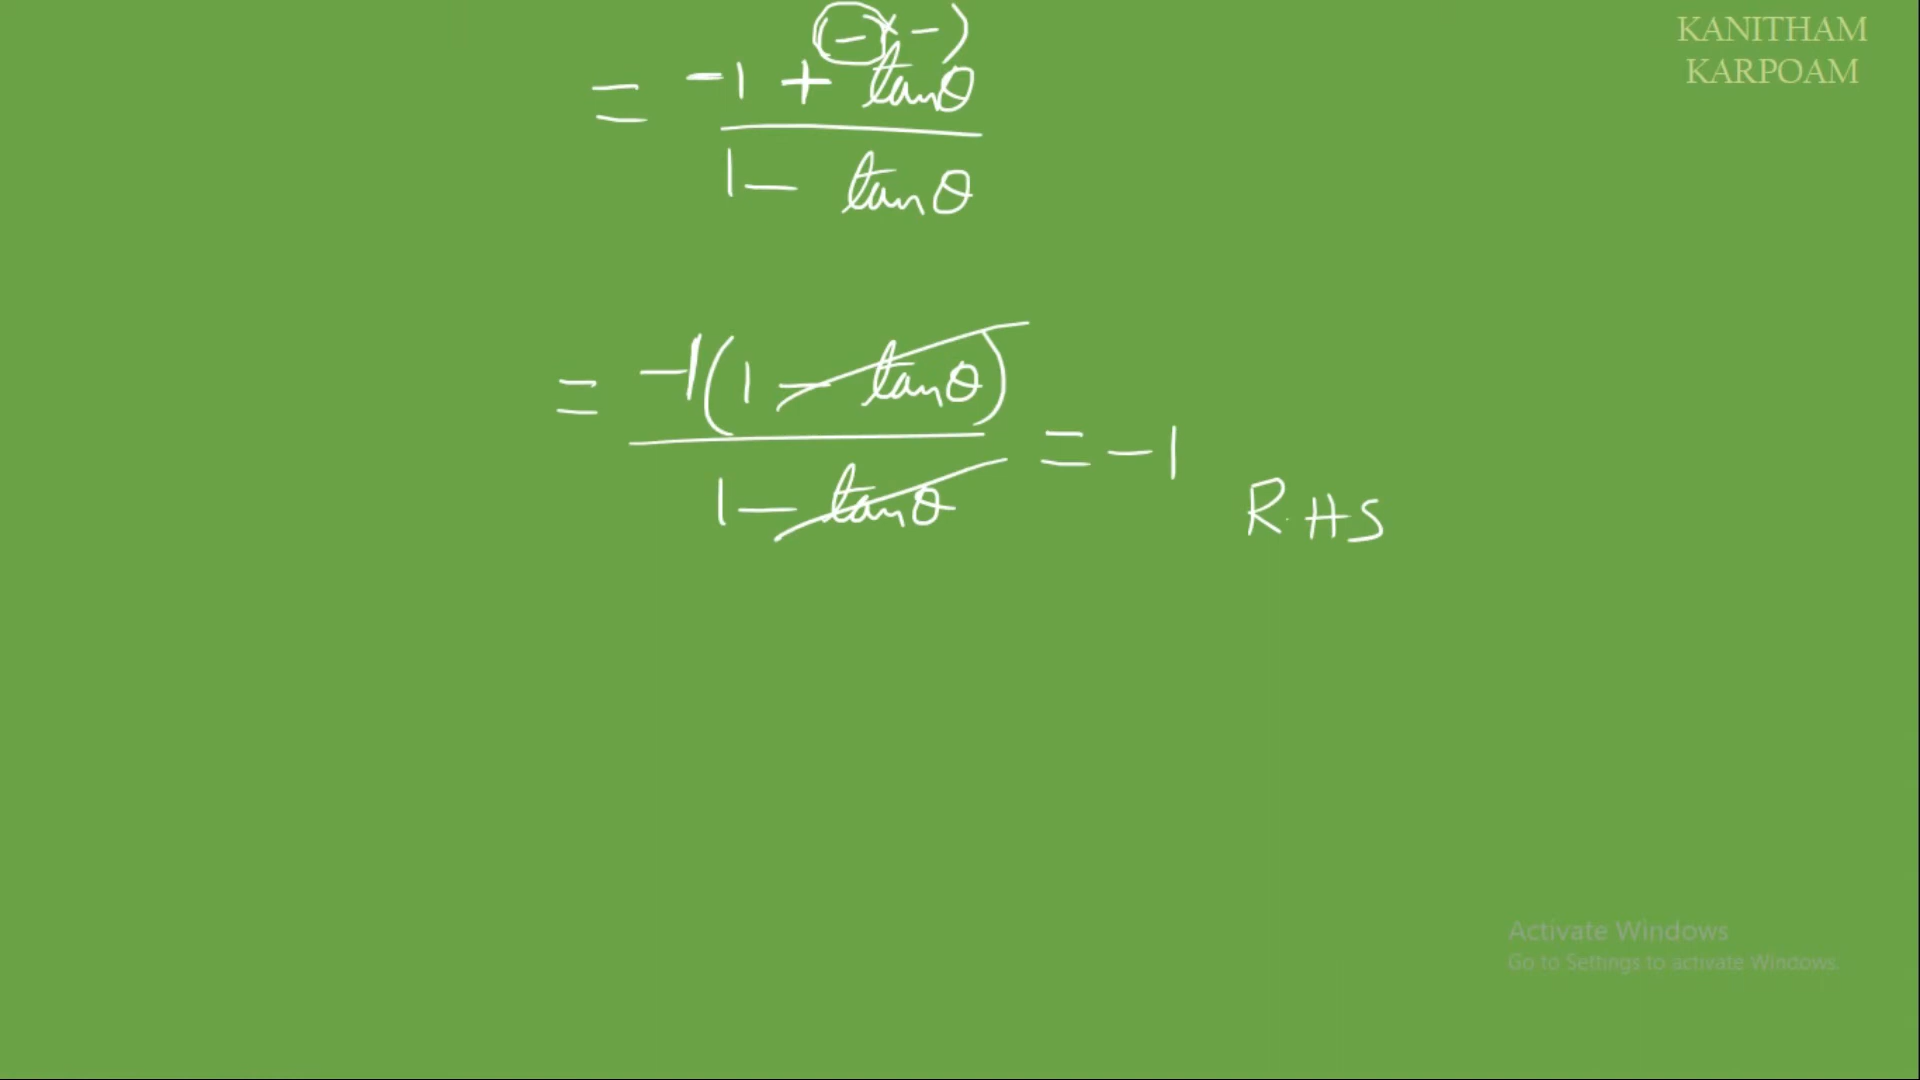 (-)(-)
= -1 + tanθ
1 - tanθ
= -1(1 - tanθ)
1 - tanθ
= -1
R.H.S
KANITHAM
KARPOAM
Activate Windows
Go to Settings to activate Windows.